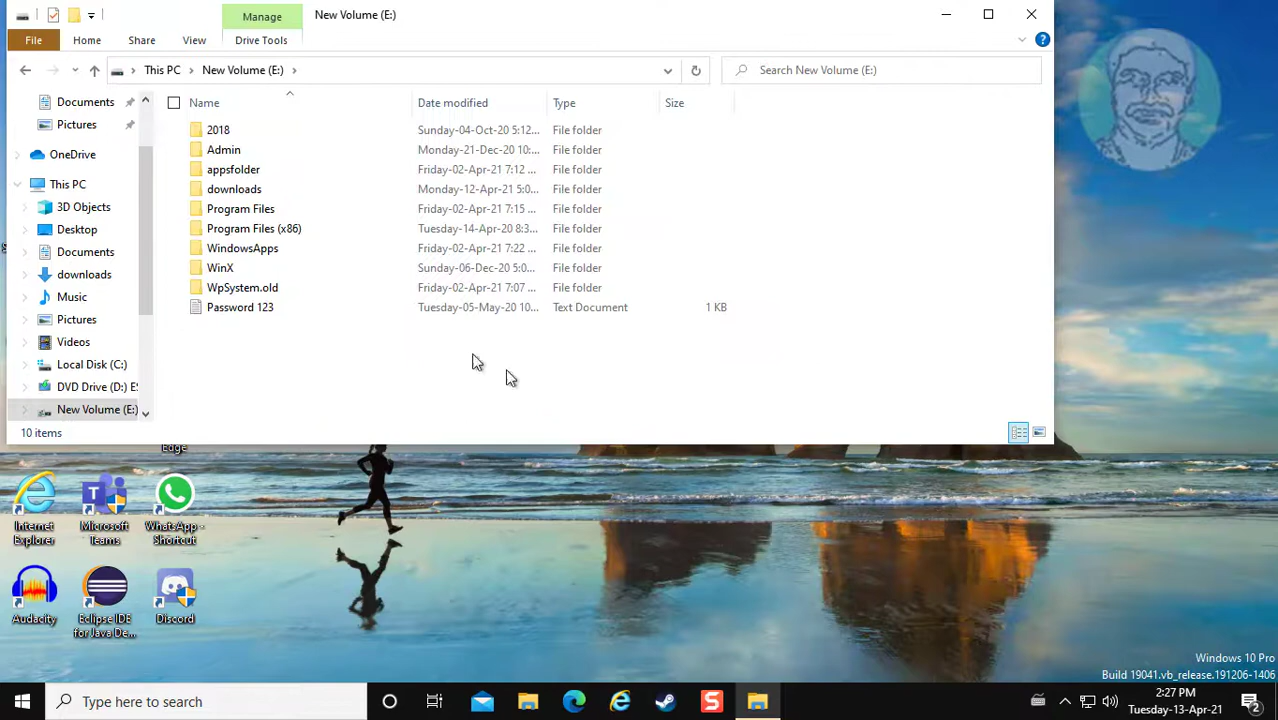 Manage
New Volume (E:)
File
Home
Share
View
Drive Tools
This PC
New Volume (E:)
Search New Volume (E:)
Documents
Pictures
OneDrive
This PC
3D Objects
Desktop
Documents
downloads
Music
Pictures
Videos
Local Disk (C:)
DVD Drive (D:) ES
New Volume (E:)
Name
Date modified
Type
Size
2018 Sunday-04-Oct-20 5:12... File folder
Admin Monday-21-Dec-20 10:... File folder
appsfolder Friday-02-Apr-21 7:12 ... File folder
downloads Monday-12-Apr-21 5:0... File folder
Program Files Friday-02-Apr-21 7:15 ... File folder
Program Files (x86) Tuesday-14-Apr-20 8:3... File folder
WindowsApps Friday-02-Apr-21 7:22 ... File folder
WinX Sunday-06-Dec-20 5:0... File folder
WpSystem.old Friday-02-Apr-21 7:07 ... File folder
Password 123 Tuesday-05-May-20 10... Text Document 1 KB
10 items
Edge
Internet
Explorer
Microsoft
Teams
WhatsApp -
Shortcut
Audacity
Eclipse IDE
for Java De...
Discord
Windows 10 Pro
Build 19041.vb_release.191206-1406
Type here to search
2:27 PM
Tuesday-13-Apr-21
2